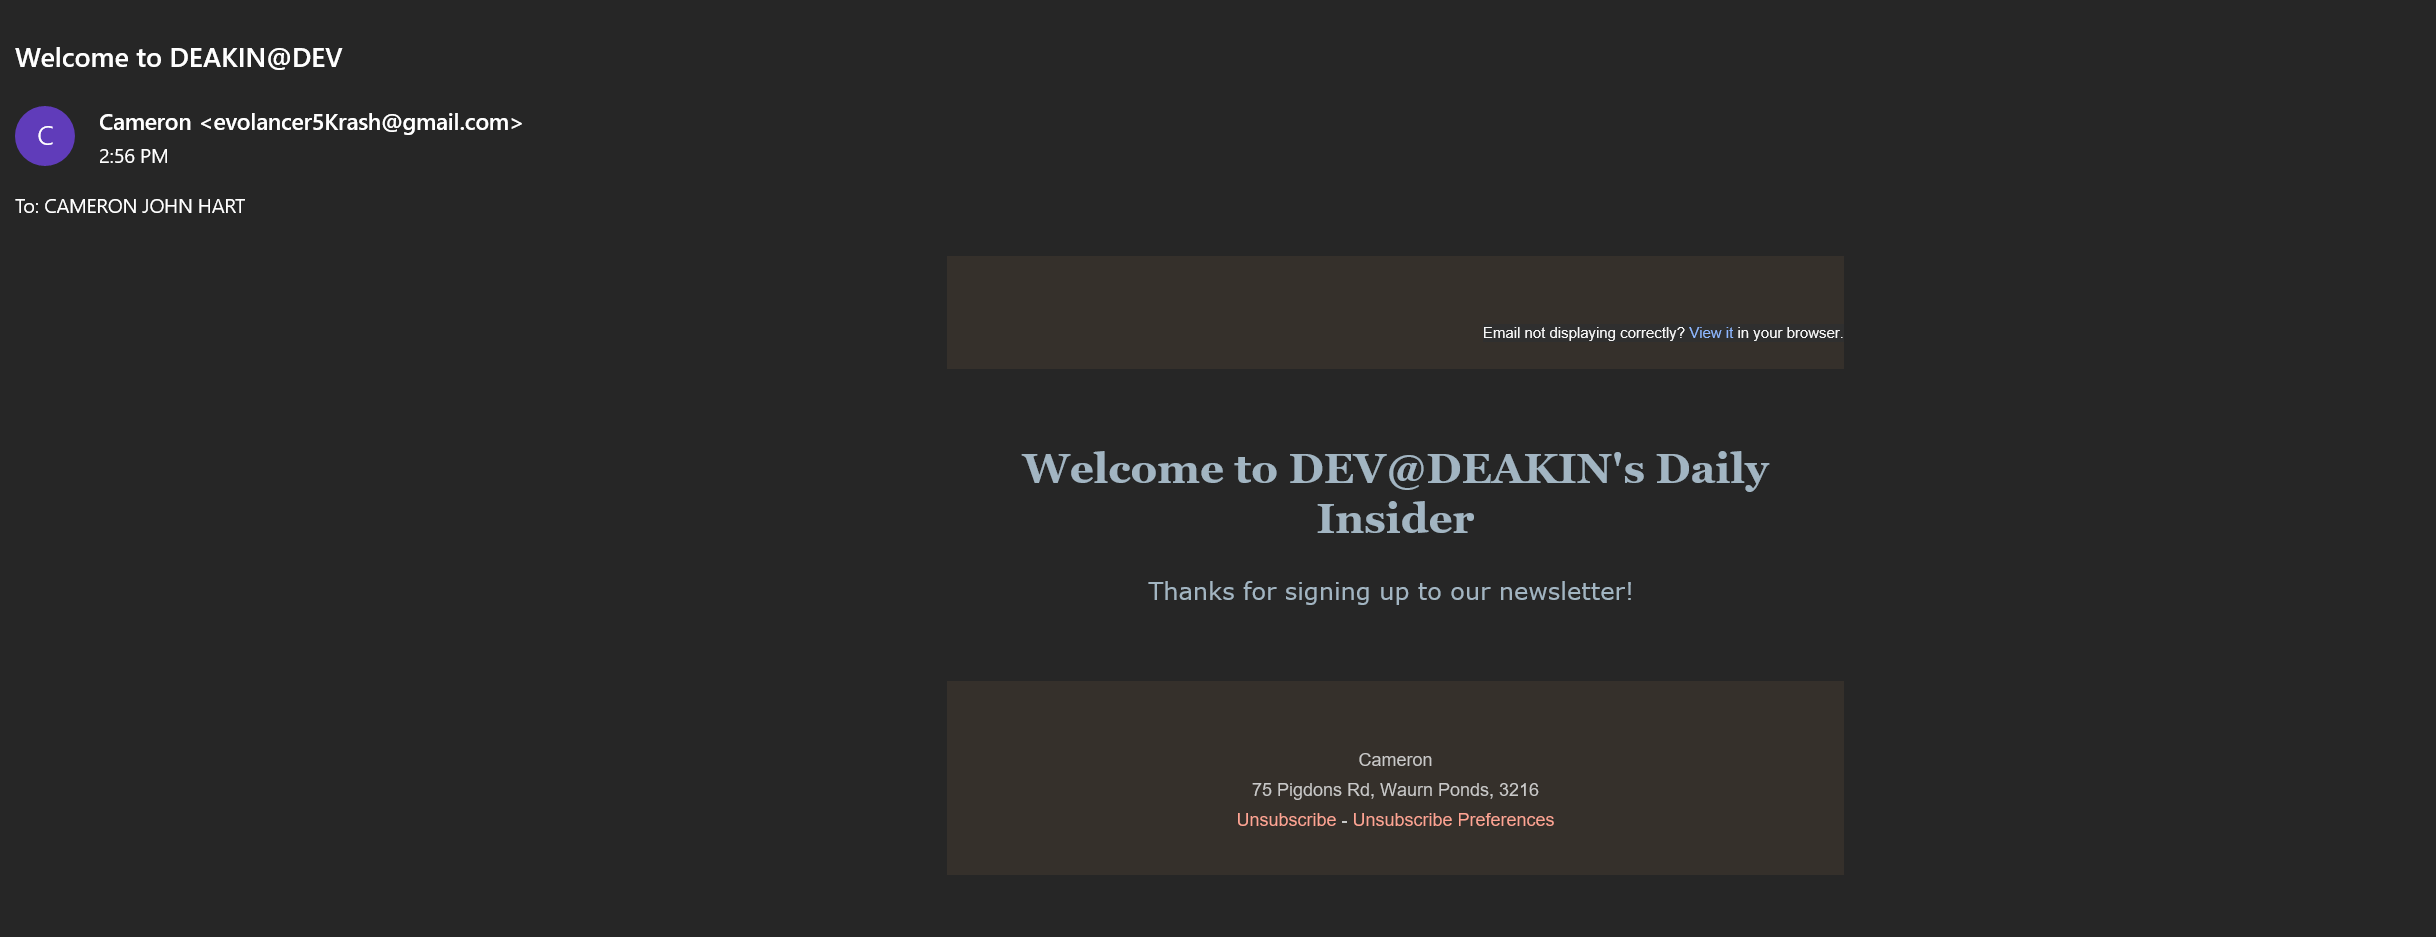 Welcome to DEAKIN@DEV
C
Cameron <evolancer5Krash@gmail.com>
2:56 PM
To: CAMERON JOHN HART
Email not displaying correctly? View it in your browser.
Welcome to DEV@DEAKIN's Daily
Insider
Thanks for signing up to our newsletter!
Cameron
75 Pigdons Rd, Waurn Ponds, 3216
Unsubscribe - Unsubscribe Preferences